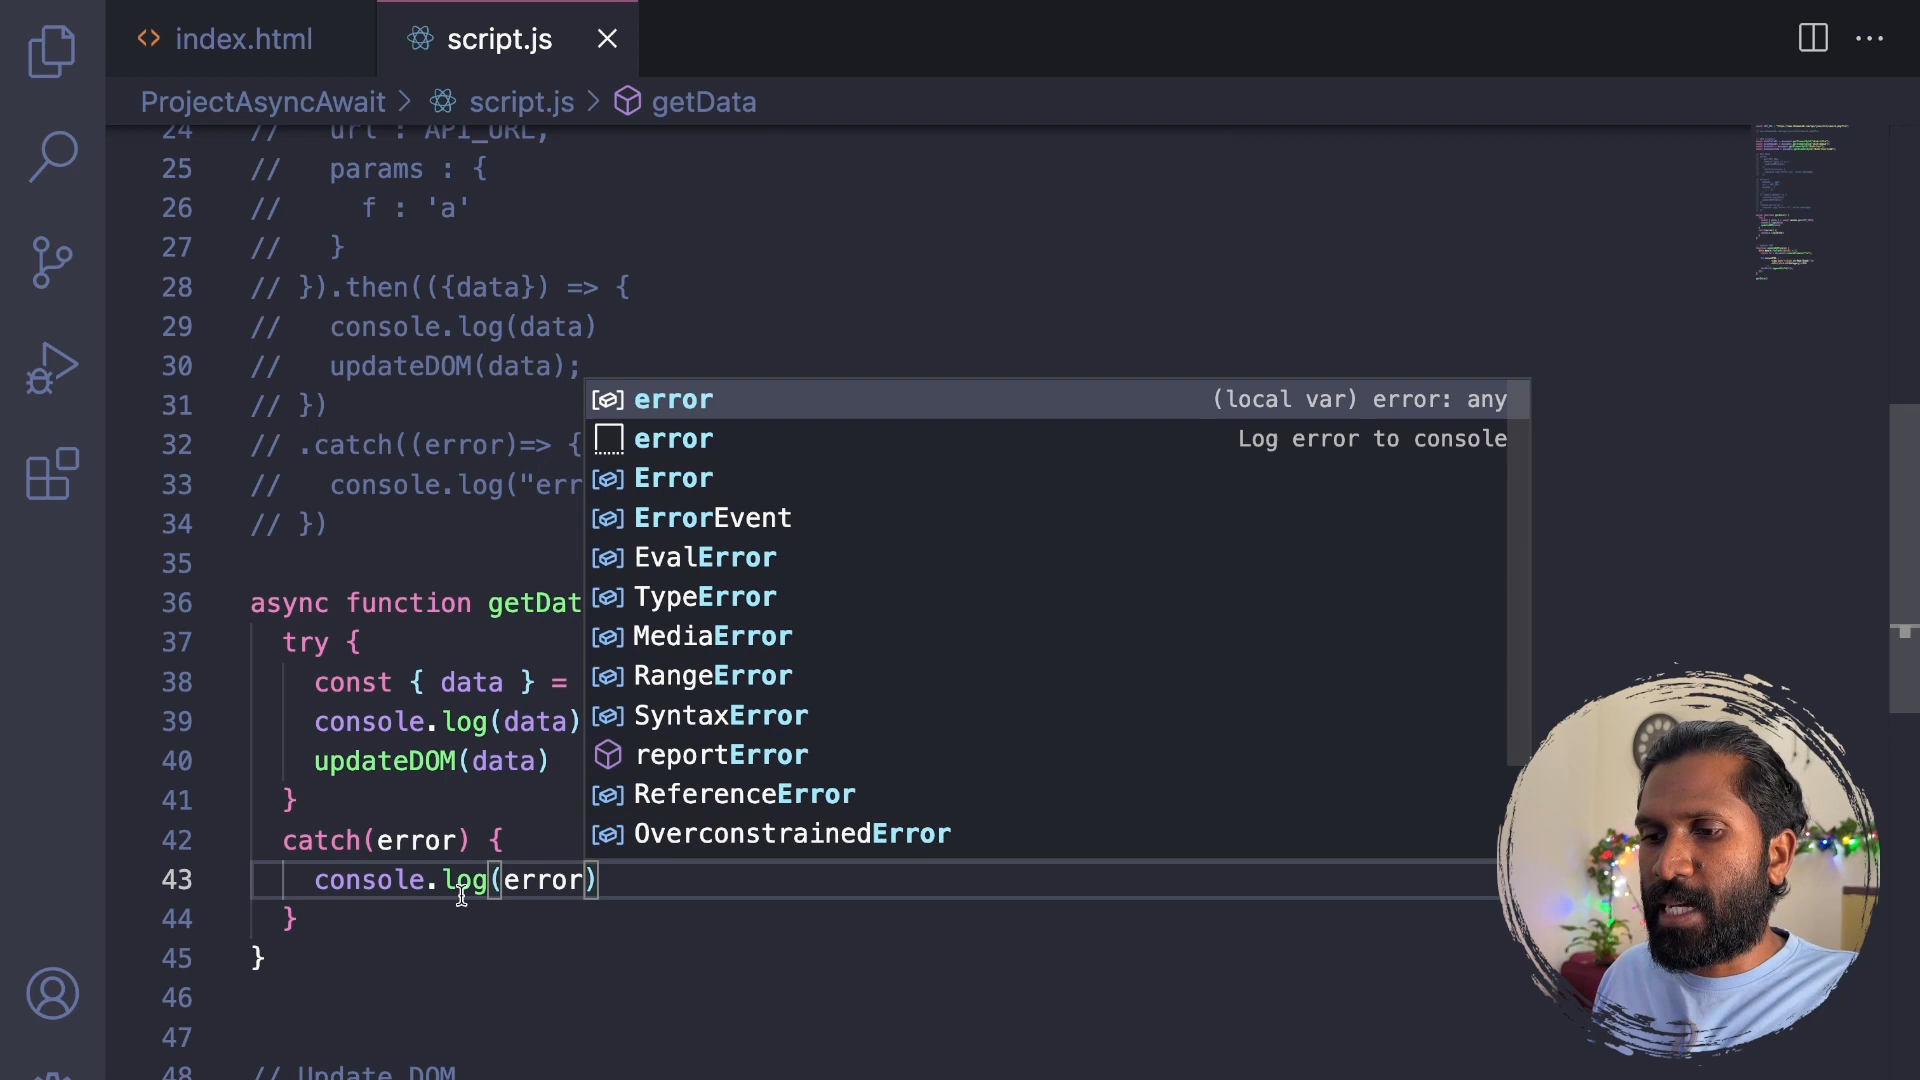 index.html
script.js
ProjectAsyncAwait > script.js > getData
24 // url : API_URL,
25 // params : {
26 // f : 'a'
27 // }
28 // }).then(({data}) => {
29 // console.log(data)
30 // updateDOM(data);
31 // })
32 // .catch((error)=> {
33 // console.log("err
34 // })
35
36 async function getDat
37 try {
38 const { data } =
39 console.log(data)
40 updateDOM(data)
41 }
42 catch(error) {
43 console.log(error)
44 }
45 }
46
47
48 // Update DOM
error (local var) error: any
error Log error to console
Error
ErrorEvent
EvalError
TypeError
MediaError
RangeError
SyntaxError
reportError
ReferenceError
OverconstrainedError